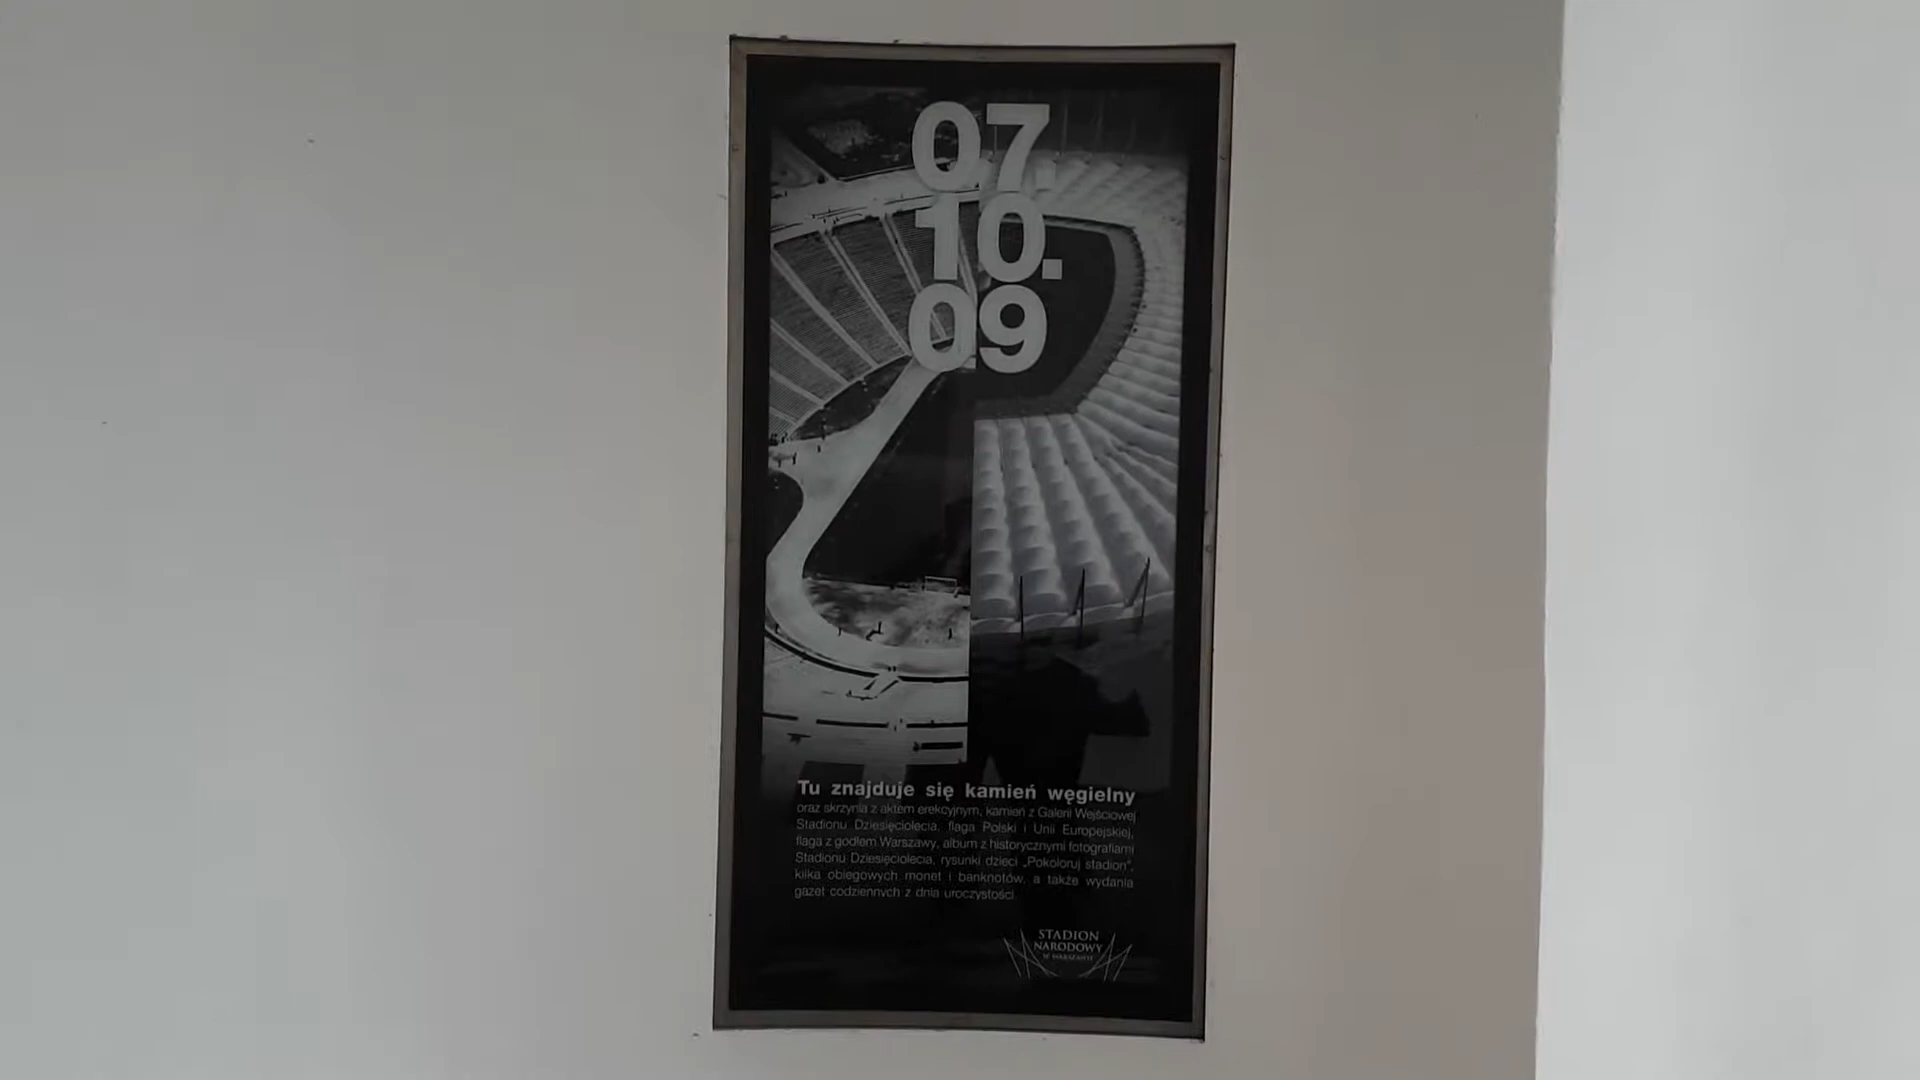 07.
10.
09
Tu znajduje się kamień węgielny
oraz skrzynia z aktem erekcyjnym, kamień z Galerii Wejściowej
Stadionu Dziesięciolecia, flaga Polski i Unii Europejskiej,
flaga z godłem Warszawy, album z historycznymi fotografiami
Stadionu Dziesięciolecia, rysunki dzieci „Pokoloruj stadion”,
kilka obiegowych monet i banknotów, a także wydania
gazet codziennych z dnia uroczystości
STADION
NARODOWY
W WARSZAWIE